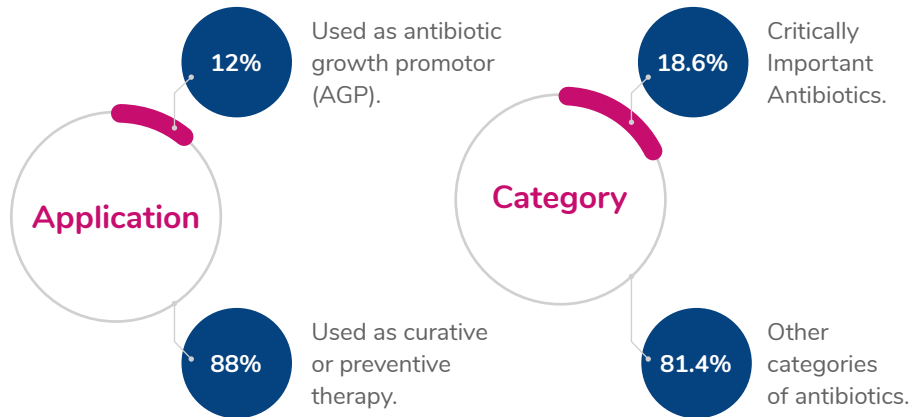 12%
Used as antibiotic
growth promotor
(AGP).
Application
88%
Used as curative
or preventive
therapy.
18.6%
Critically
Important
Antibiotics.
Category
81.4%
Other
categories
of antibiotics.